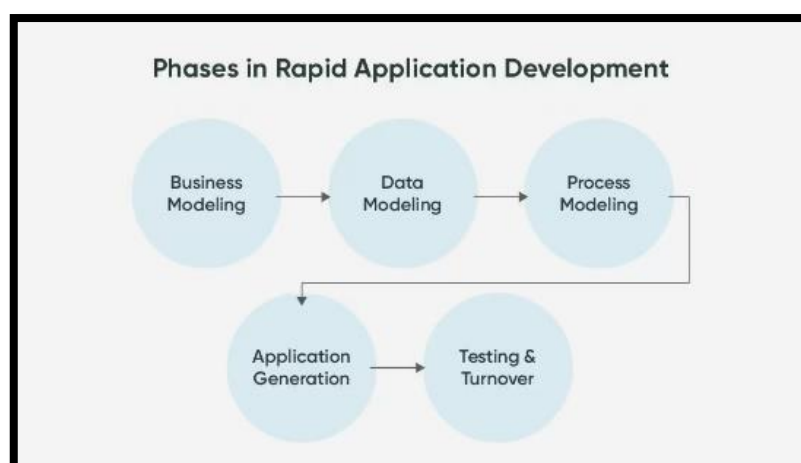 Phases in Rapid Application Development
Business
Modeling
Data
Modeling
Process
Modeling
Application
Generation
Testing &
Turnover